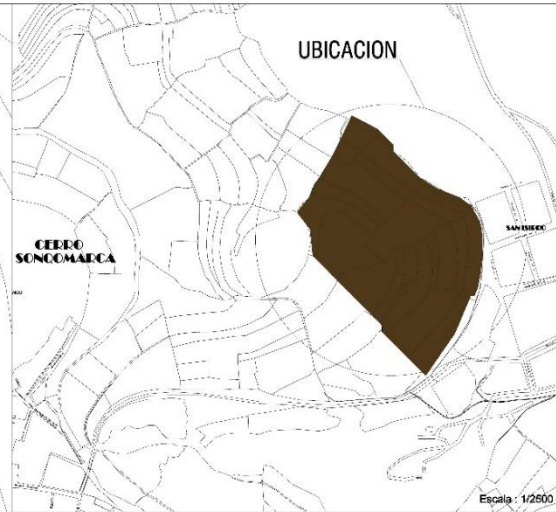 UBICACION
CERRO
SONQOMARCA
SAN ISIDRO
Escala : 1/2500